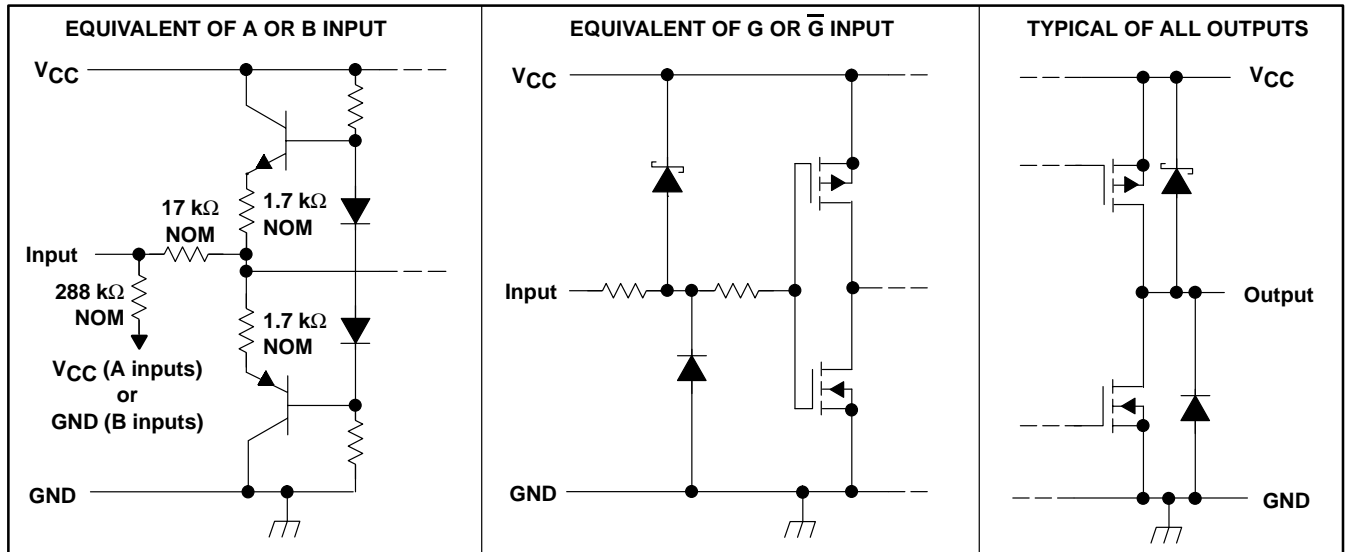 EQUIVALENT OF A OR B INPUT
VCC
17 kΩ
NOM
1.7 kΩ
NOM
Input
288 kΩ
NOM
1.7 kΩ
NOM
VCC (A inputs)
or
GND (B inputs)
GND
EQUIVALENT OF G OR G̅ INPUT
VCC
Input
GND
TYPICAL OF ALL OUTPUTS
VCC
Output
GND